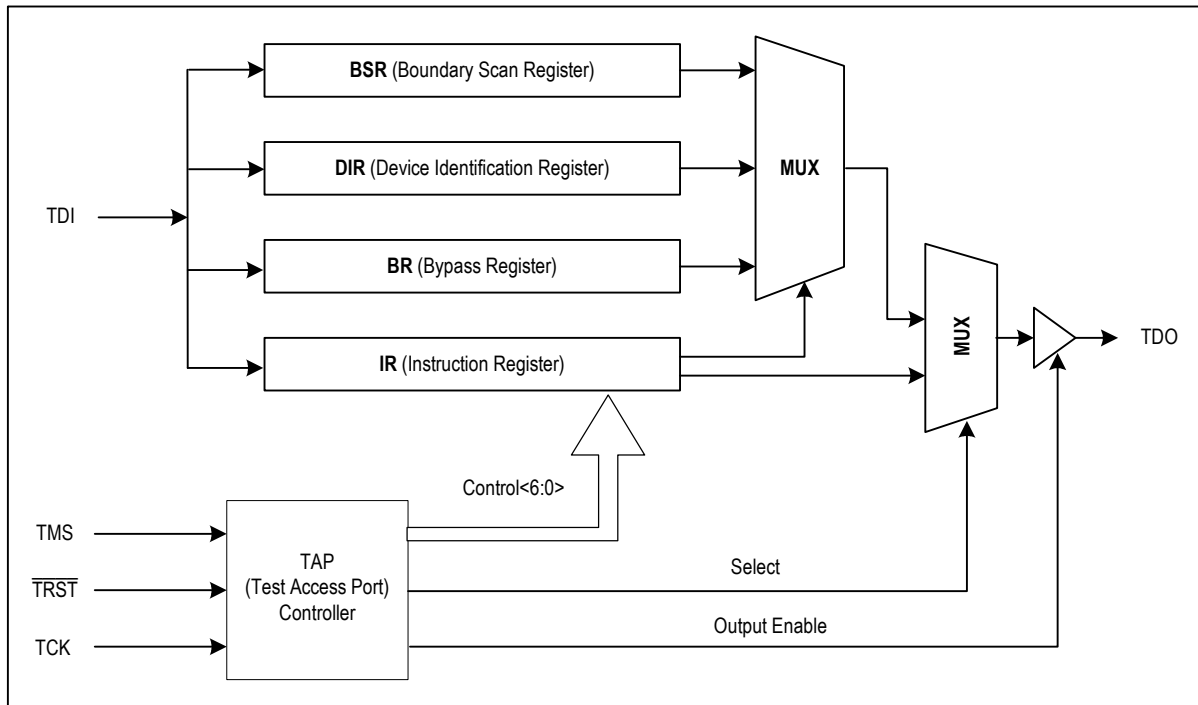 BSR (Boundary Scan Register)
DIR (Device Identification Register)
MUX
TDI
BR (Bypass Register)
MUX
TDO
IR (Instruction Register)
Control<6:0>
TMS
TAP
(Test Access Port)
Controller
Select
TRST
Output Enable
TCK